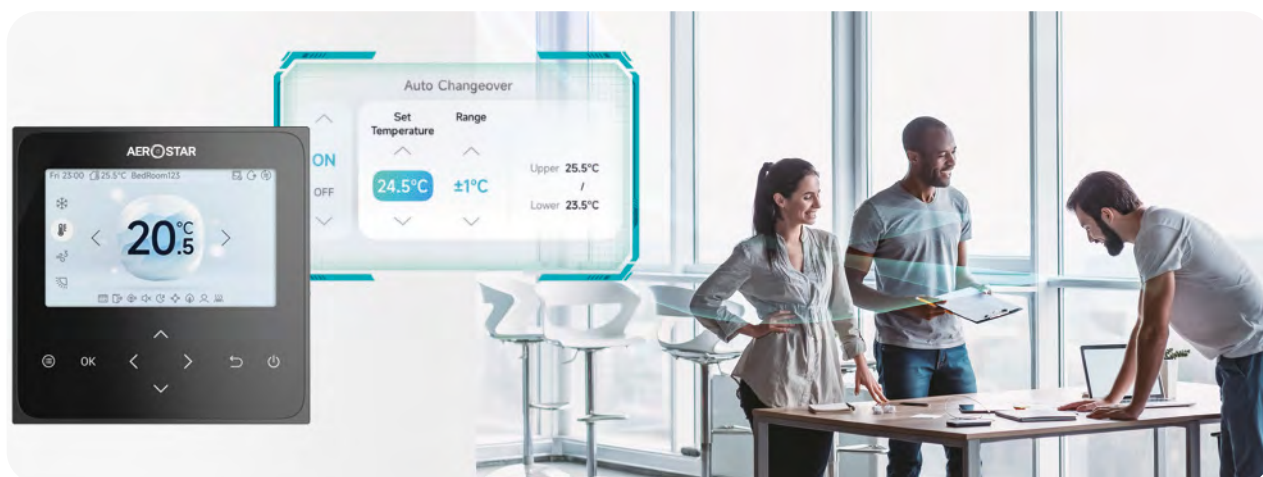 AEROSTAR
Fri 23:00 25.5°C BedRoom123
20.5°C
OK
Auto Changeover
ON
OFF
Set
Temperature
24.5°C
Range
±1°C
Upper 25.5°C
/
Lower 23.5°C